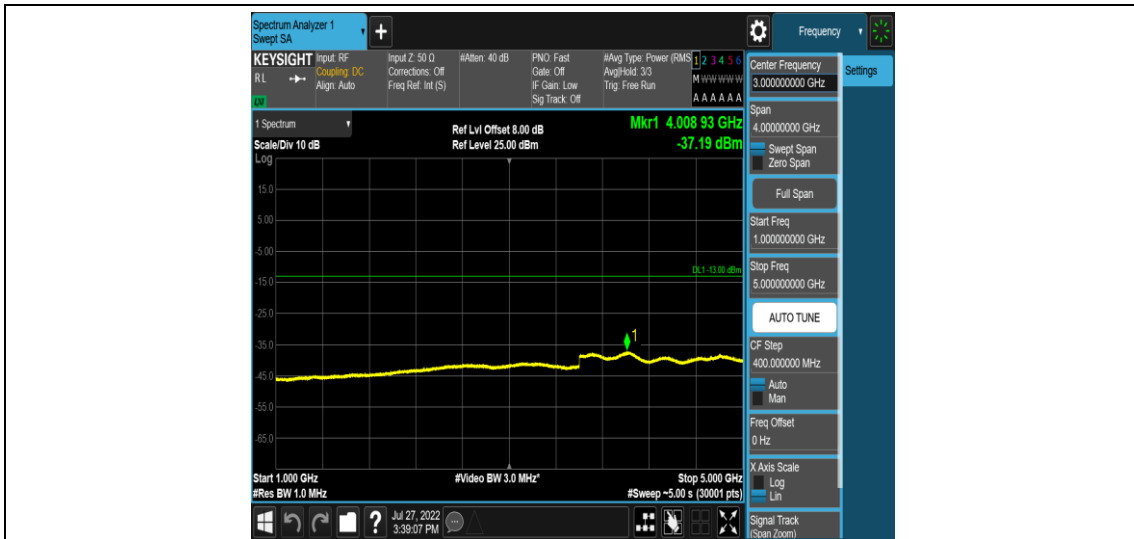 Spectrum Analyzer 1
Swept SA
+
Frequency
KEYSIGHT
RL
LM
Input: RF
Coupling: DC
Align: Auto
Input Z: 50 Ω
Corrections: Off
Freq Ref: Int (S)
#Atten: 40 dB
PNO: Fast
Gate: Off
IF Gain: Low
Sig Track: Off
#Avg Type: Power (RMS
Avg|Hold: 3/3
Trig: Free Run
1 2 3 4 5 6
M W W W W W
A A A A A A
Center Frequency
3.000000000 GHz
Settings
1 Spectrum
Scale/Div 10 dB
Ref Lvl Offset 8.00 dB
Ref Level 25.00 dBm
Mkr1 4.008 93 GHz
-37.19 dBm
Log
15.0
5.00
-5.00
-15.0
-25.0
-35.0
-45.0
-55.0
-65.0
DL1 -13.00 dBm
1
Span
4.00000000 GHz
Swept Span
Zero Span
Full Span
Start Freq
1.000000000 GHz
Stop Freq
5.000000000 GHz
AUTO TUNE
CF Step
400.000000 MHz
Auto
Man
Freq Offset
0 Hz
X Axis Scale
Log
Lin
Signal Track
(Span Zoom)
Start 1.000 GHz
#Res BW 1.0 MHz
#Video BW 3.0 MHz*
Stop 5.000 GHz
#Sweep ~5.00 s (30001 pts)
?
Jul 27, 2022
3:39:07 PM